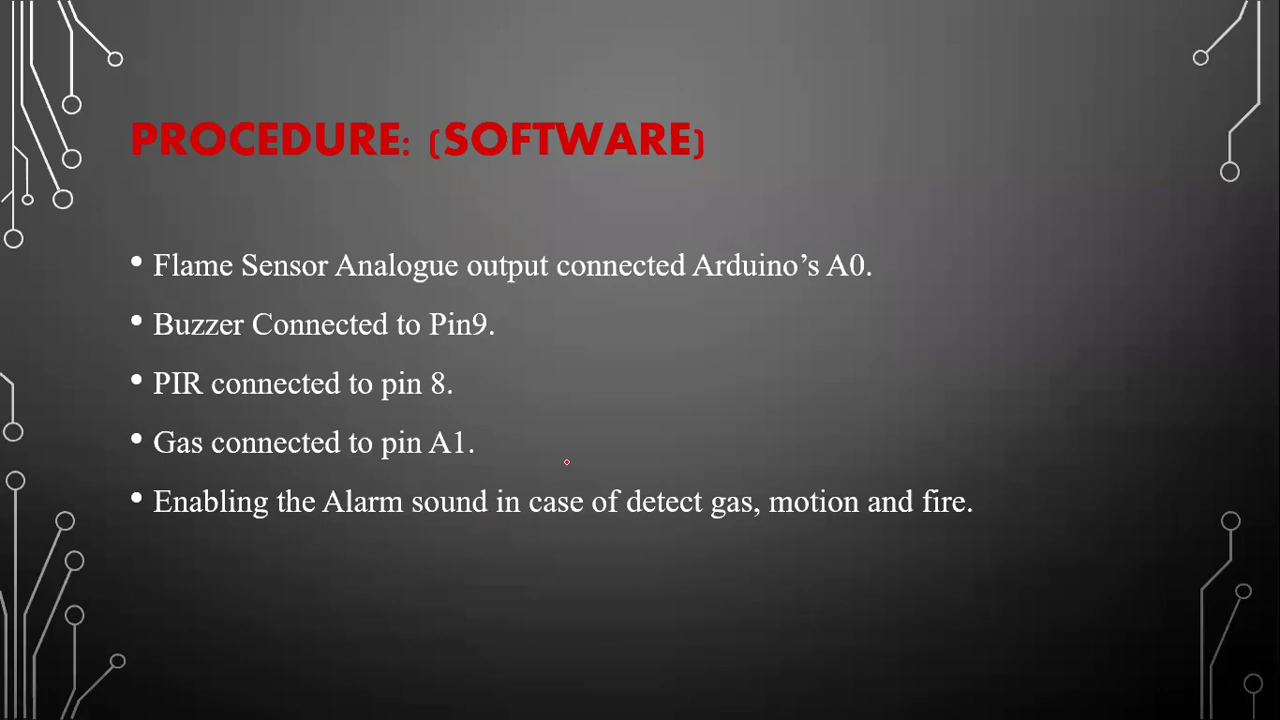 PROCEDURE: (SOFTWARE)
• Flame Sensor Analogue output connected Arduino’s A0.
• Buzzer Connected to Pin9.
• PIR connected to pin 8.
• Gas connected to pin A1.
• Enabling the Alarm sound in case of detect gas, motion and fire.